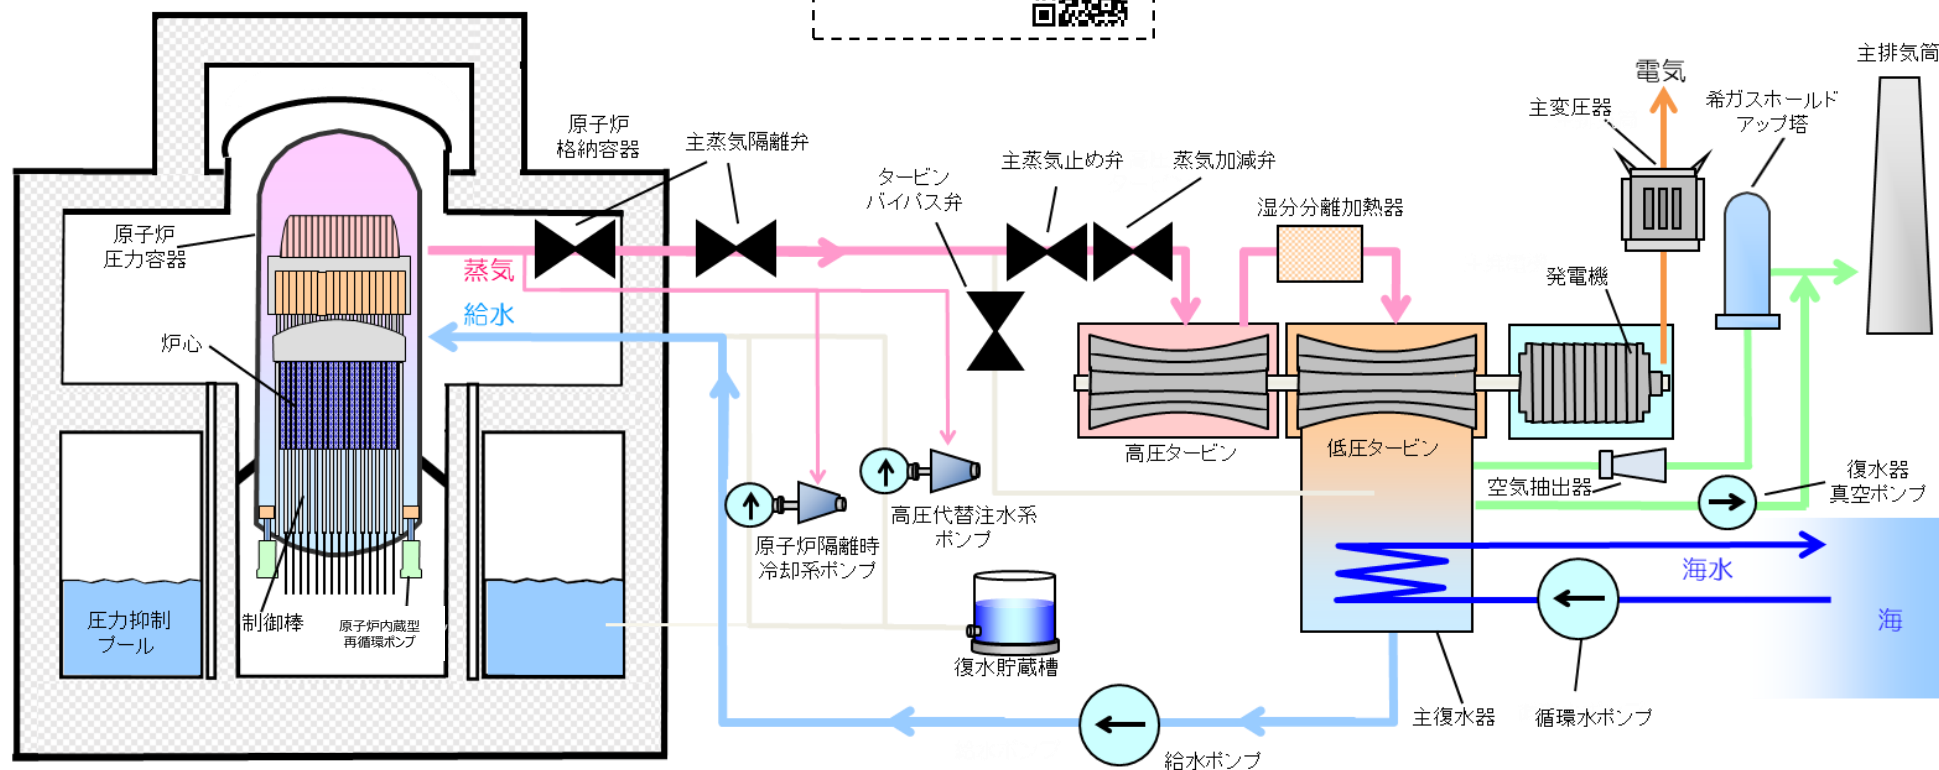 主排気筒
電気
希ガスホールド
アップ塔
主変圧器
原子炉
格納容器
主蒸気隔離弁
主蒸気止め弁
蒸気加減弁
タービン
バイパス弁
湿分分離加熱器
原子炉
圧力容器
蒸気
発電機
給水
炉心
高圧タービン
低圧タービン
空気抽出器
復水器
真空ポンプ
高圧代替注水系
ポンプ
原子炉隔離時
冷却系ポンプ
海水
圧力抑制
プール
制御棒
原子炉内蔵型
再循環ポンプ
海
復水貯蔵槽
主復水器
循環水ポンプ
給水ポンプ